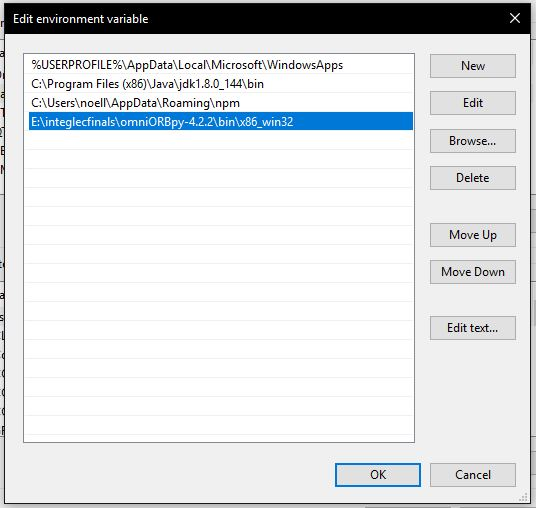 Edit environment variable
%USERPROFILE%\AppData\Local\Microsoft\WindowsApps
C:\Program Files (x86)\Java\jdk1.8.0_144\bin
C:\Users\noell\AppData\Roaming\npm
E:\integlecfinals\omniORBpy-4.2.2\bin\x86_win32
New
Edit
Browse...
Delete
Move Up
Move Down
Edit text...
OK
Cancel